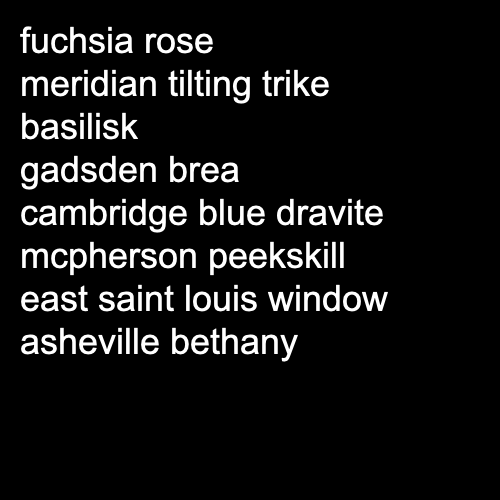 fuchsia rose
meridian tilting trike
basilisk
gadsden brea
cambridge blue dravite
mcpherson peekskill
east saint louis window
asheville bethany